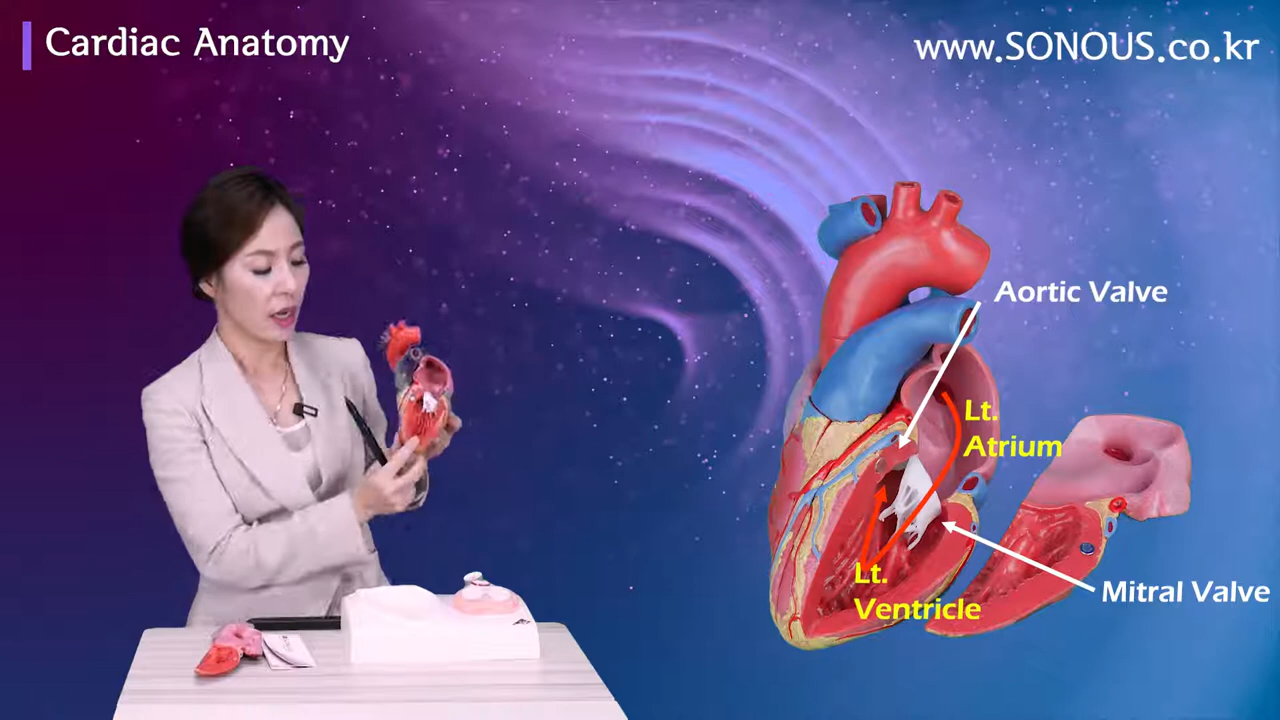 Cardiac Anatomy
www.SONOUS.co.kr
Aortic Valve
Lt.
Atrium
Lt.
Ventricle
Mitral Valve